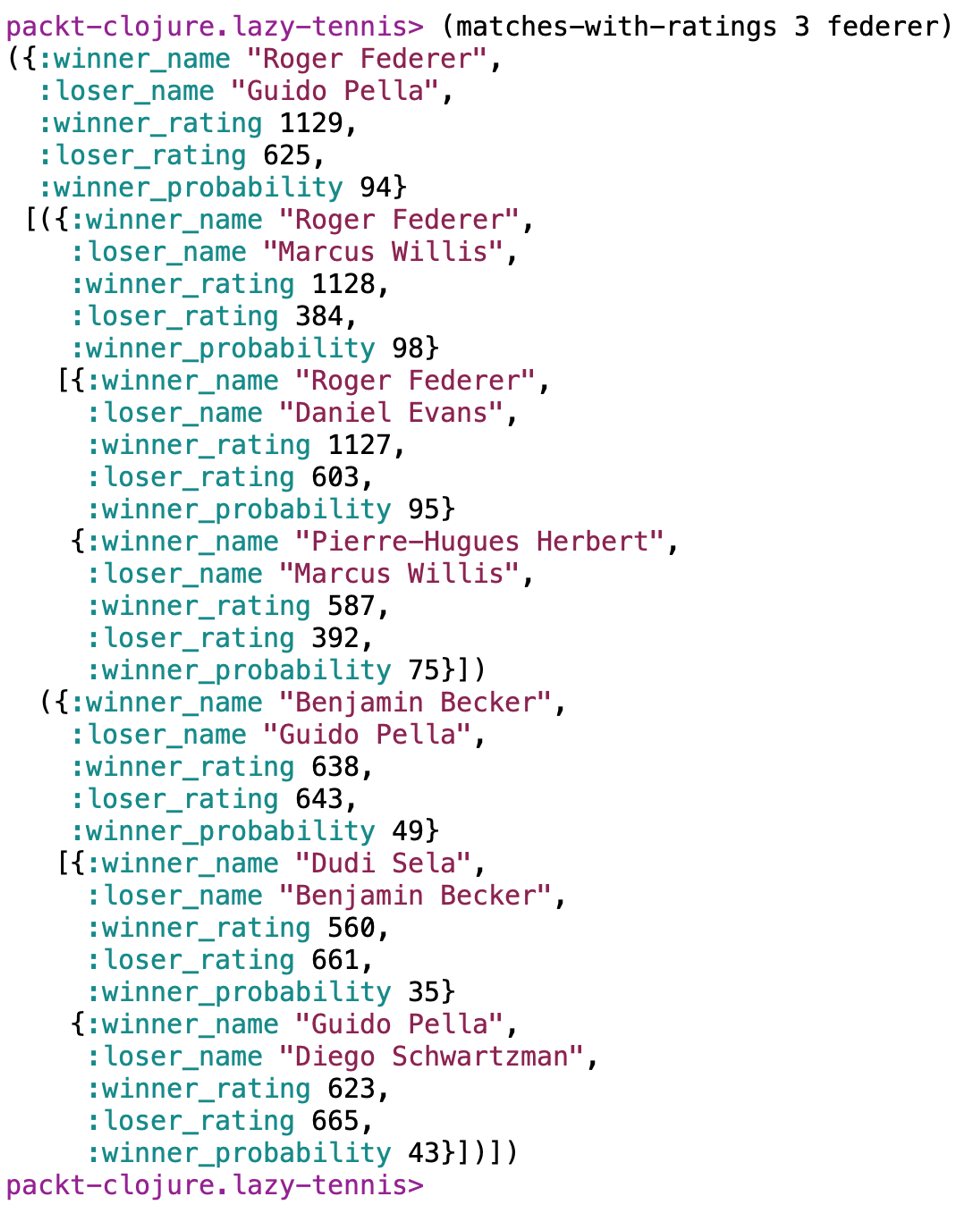 packt-clojure.lazy-tennis> (matches-with-ratings 3 federer)
({:winner_name "Roger Federer",
:loser_name "Guido Pella",
:winner_rating 1129,
:loser_rating 625,
:winner_probability 94}
[({:winner_name "Roger Federer",
:loser_name "Marcus Willis",
:winner_rating 1128,
:loser_rating 384,
:winner_probability 98}
[{:winner_name "Roger Federer",
:loser_name "Daniel Evans",
:winner_rating 1127,
:loser_rating 603,
:winner_probability 95}
{:winner_name "Pierre-Hugues Herbert",
:loser_name "Marcus Willis",
:winner_rating 587,
:loser_rating 392,
:winner_probability 75}])
({:winner_name "Benjamin Becker",
:loser_name "Guido Pella",
:winner_rating 638,
:loser_rating 643,
:winner_probability 49}
[{:winner_name "Dudi Sela",
:loser_name "Benjamin Becker",
:winner_rating 560,
:loser_rating 661,
:winner_probability 35}
{:winner_name "Guido Pella",
:loser_name "Diego Schwartzman",
:winner_rating 623,
:loser_rating 665,
:winner_probability 43}])])
packt-clojure.lazy-tennis>